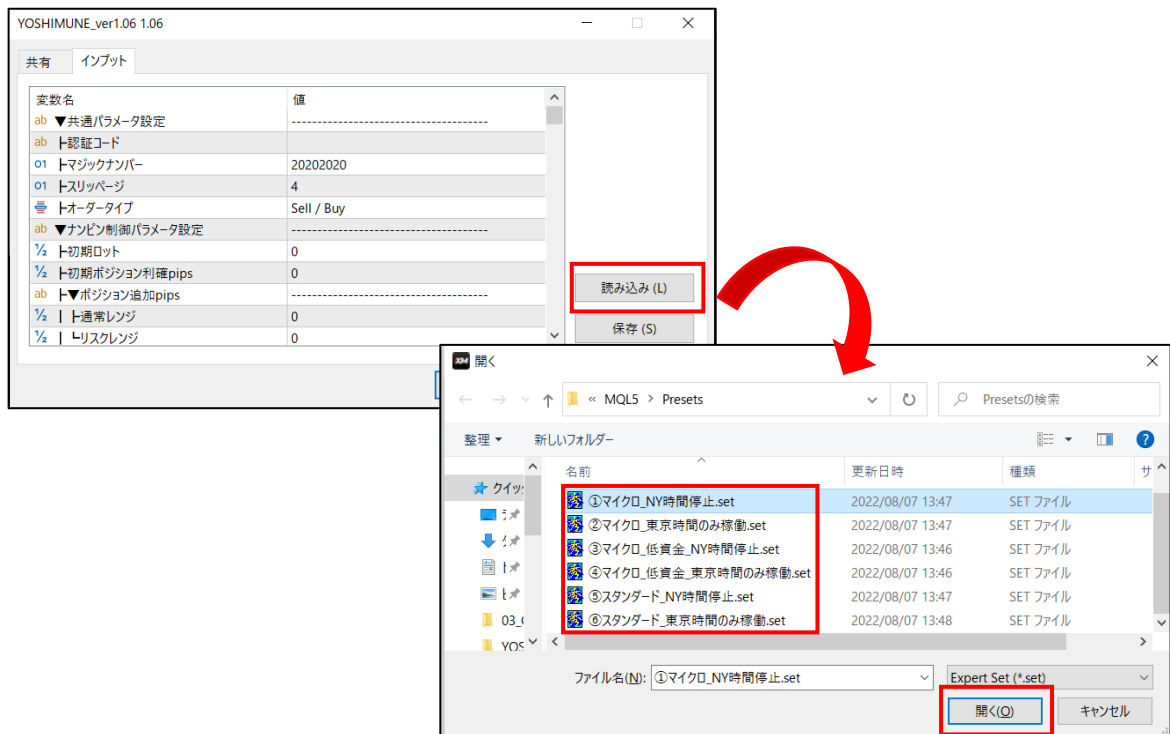 YOSHIMUNE_ver1.06 1.06
共有 インプット
変数名 値
ab ▼共通パラメータ設定 ------------------------------------
ab ┣認証コード
01 ┣マジックナンバー 20202020
01 ┣スリッページ 4
┣オーダータイプ Sell / Buy
ab ▼ナンピン制御パラメータ設定 ------------------------------------
½ ┣初期ロット 0
½ ┣初期ポジション利確pips 0
ab ┣▼ポジション追加pips ------------------------------------
½ | ┣通常レンジ 0
½ | ┗リスクレンジ 0
読み込み (L)
保存 (S)
XM 開く
« MQL5 > Presets
Presetsの検索
整理 新しいフォルダー
名前 更新日時 種類 サ
クイッ
①マイクロ_NY時間停止.set 2022/08/07 13:47 SET ファイル
②マイクロ_東京時間のみ稼働.set 2022/08/07 13:47 SET ファイル
③マイクロ_低資金_NY時間停止.set 2022/08/07 13:46 SET ファイル
④マイクロ_低資金_東京時間のみ稼働.set 2022/08/07 13:46 SET ファイル
⑤スタンダード_NY時間停止.set 2022/08/07 13:47 SET ファイル
⑥スタンダード_東京時間のみ稼働.set 2022/08/07 13:48 SET ファイル
03_
YOS
ファイル名(N): ①マイクロ_NY時間停止.set Expert Set (*.set)
開く(O) キャンセル